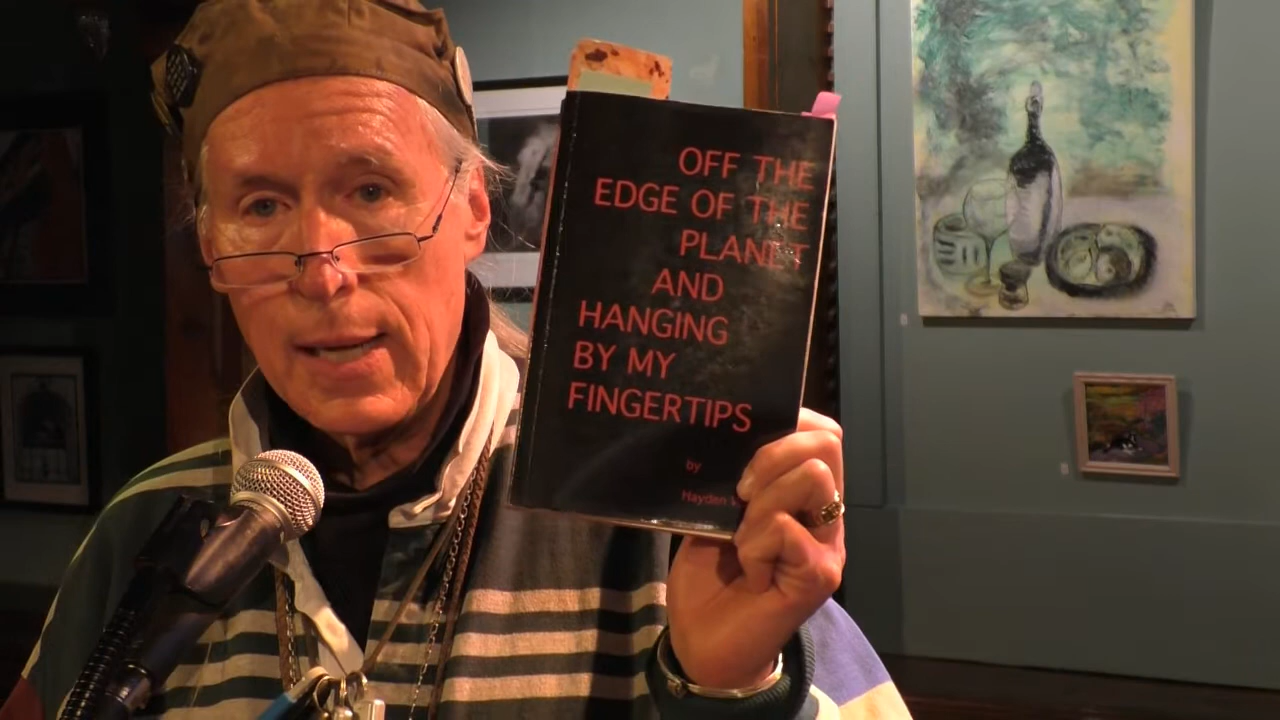 OFF THE
EDGE OF THE
PLANET
AND
HANGING
BY MY
FINGERTIPS
by
Hayden